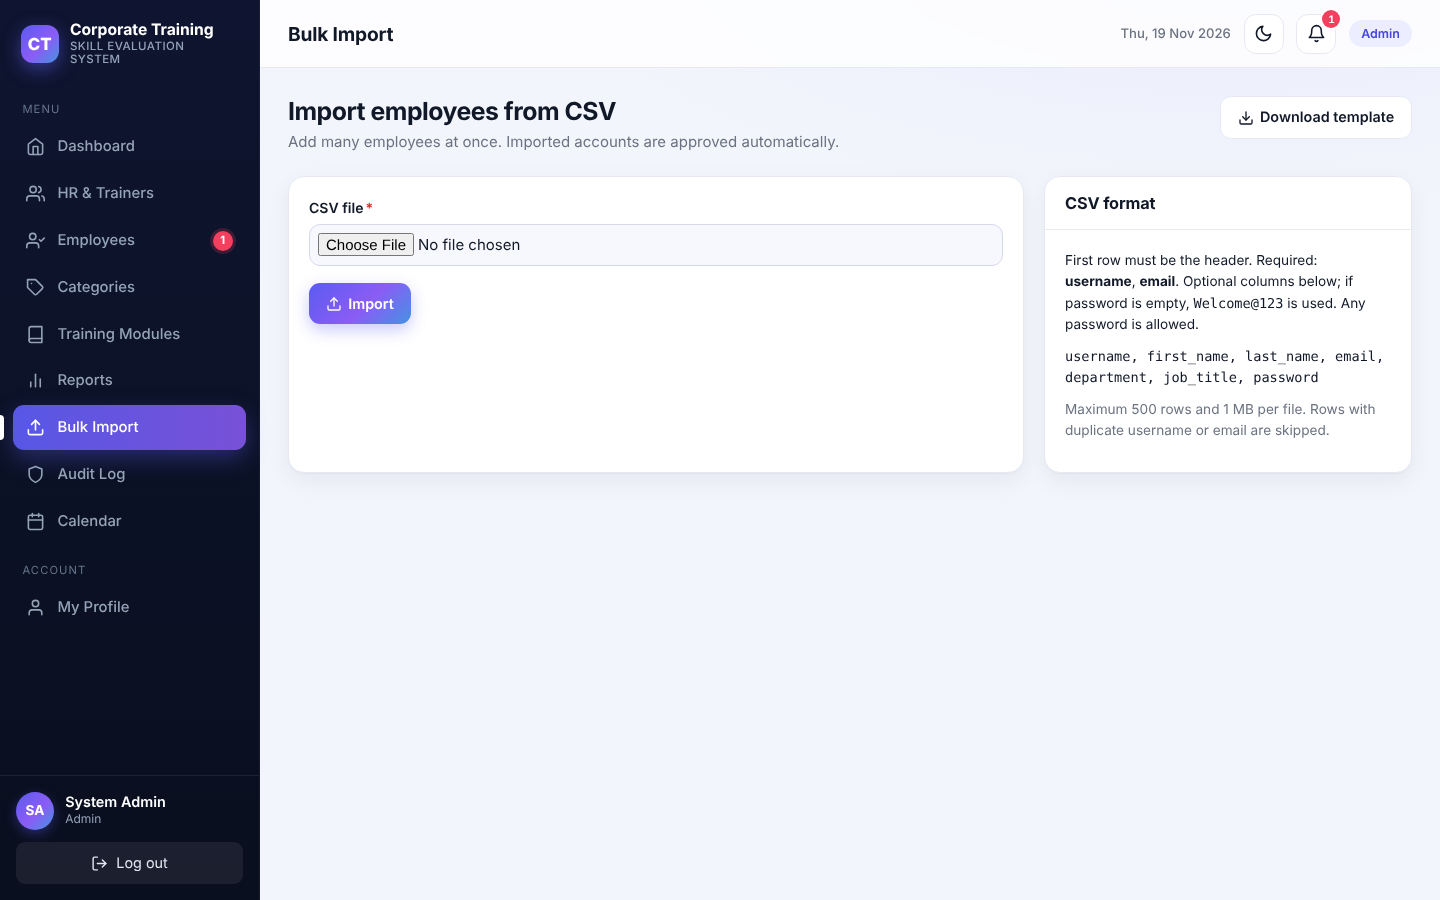 CT
Corporate Training
SKILL EVALUATION
SYSTEM
MENU
Dashboard
HR & Trainers
Employees 1
Categories
Training Modules
Reports
Bulk Import
Audit Log
Calendar
ACCOUNT
My Profile
SA
System Admin
Admin
Log out
Bulk Import
Thu, 19 Nov 2026
1
Admin
Import employees from CSV
Add many employees at once. Imported accounts are approved automatically.
Download template
CSV file *
Choose File No file chosen
Import
CSV format
First row must be the header. Required:
username, email. Optional columns below; if
password is empty, Welcome@123 is used. Any
password is allowed.
username, first_name, last_name, email,
department, job_title, password
Maximum 500 rows and 1 MB per file. Rows with
duplicate username or email are skipped.